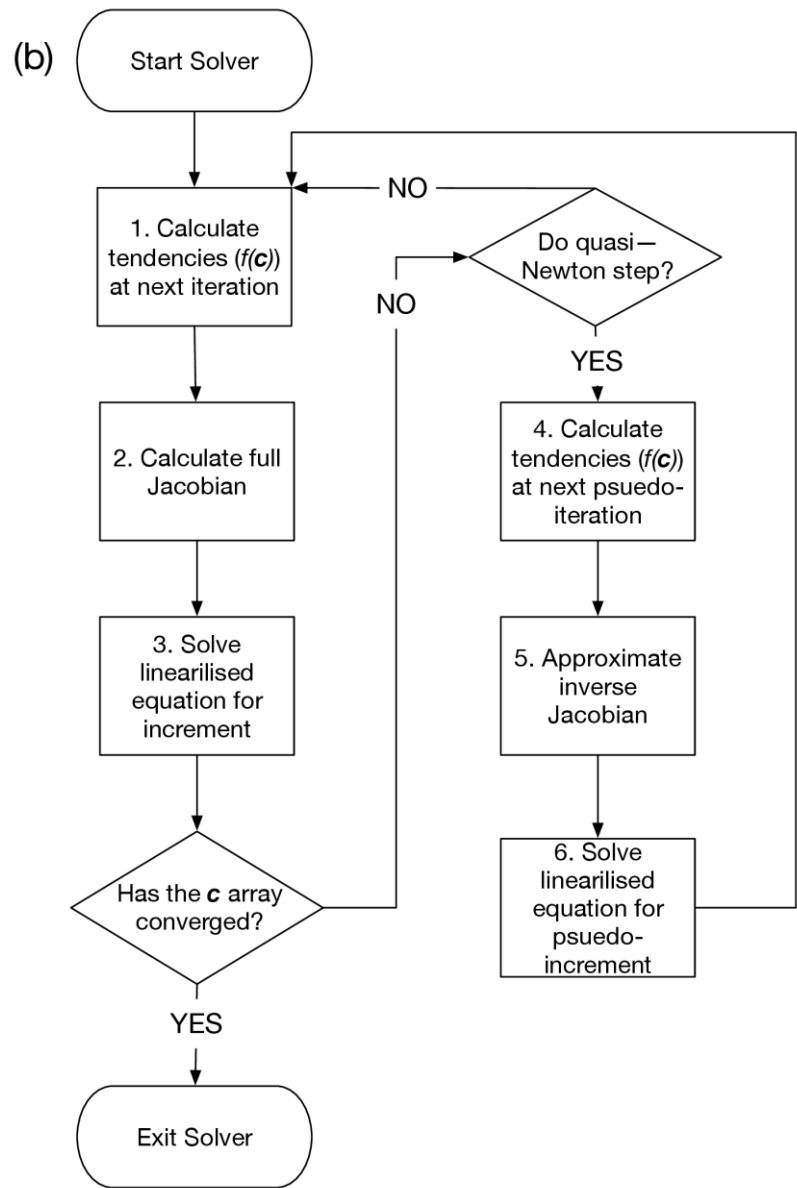 (b)
Start Solver
1. Calculate
tendencies (f(c))
at next iteration
2. Calculate full
Jacobian
3. Solve
linearilised
equation for
increment
Has the c array
converged?
YES
Exit Solver
NO
NO
Do quasi—
Newton step?
YES
4. Calculate
tendencies (f(c))
at next psuedo-
iteration
5. Approximate
inverse
Jacobian
6. Solve
linearilised
equation for
psuedo-
increment